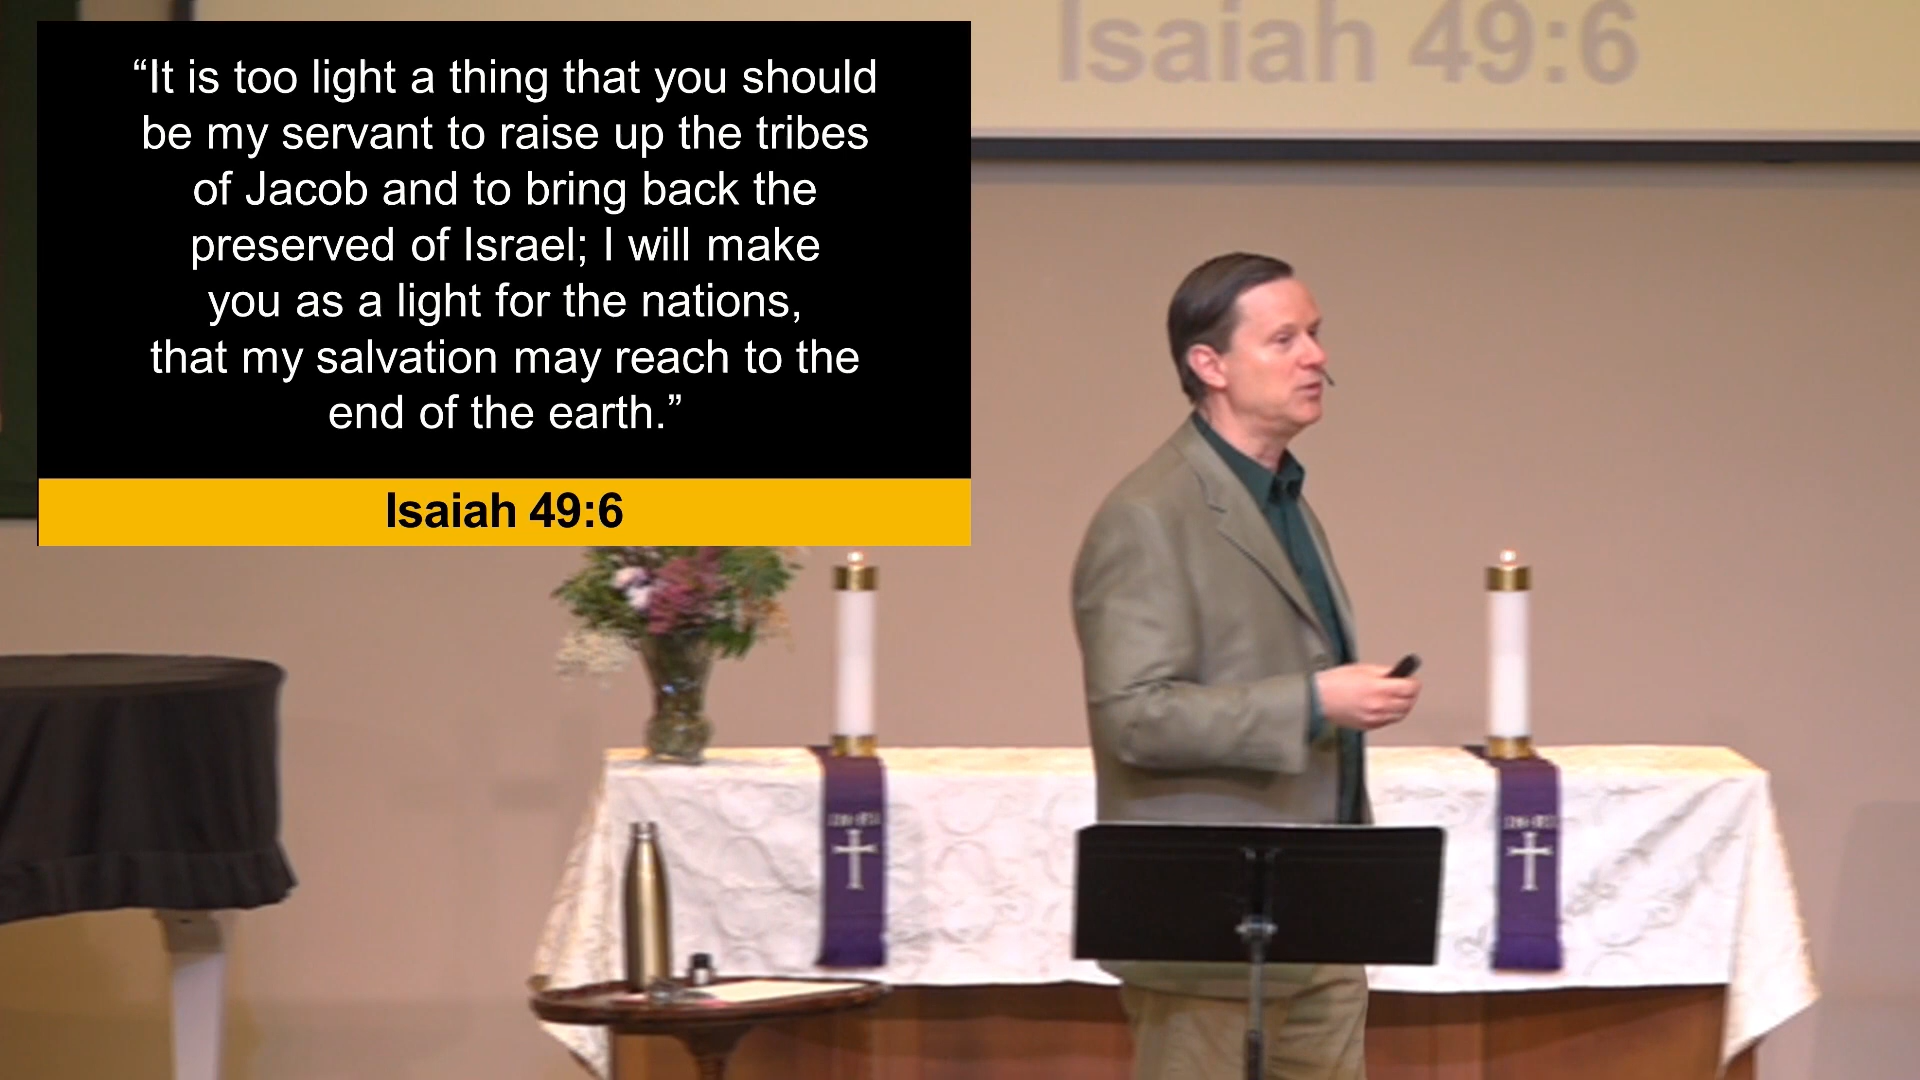 “It is too light a thing that you should
be my servant to raise up the tribes
of Jacob and to bring back the
preserved of Israel; I will make
you as a light for the nations,
that my salvation may reach to the
end of the earth.”
Isaiah 49:6
Isaiah 49:6